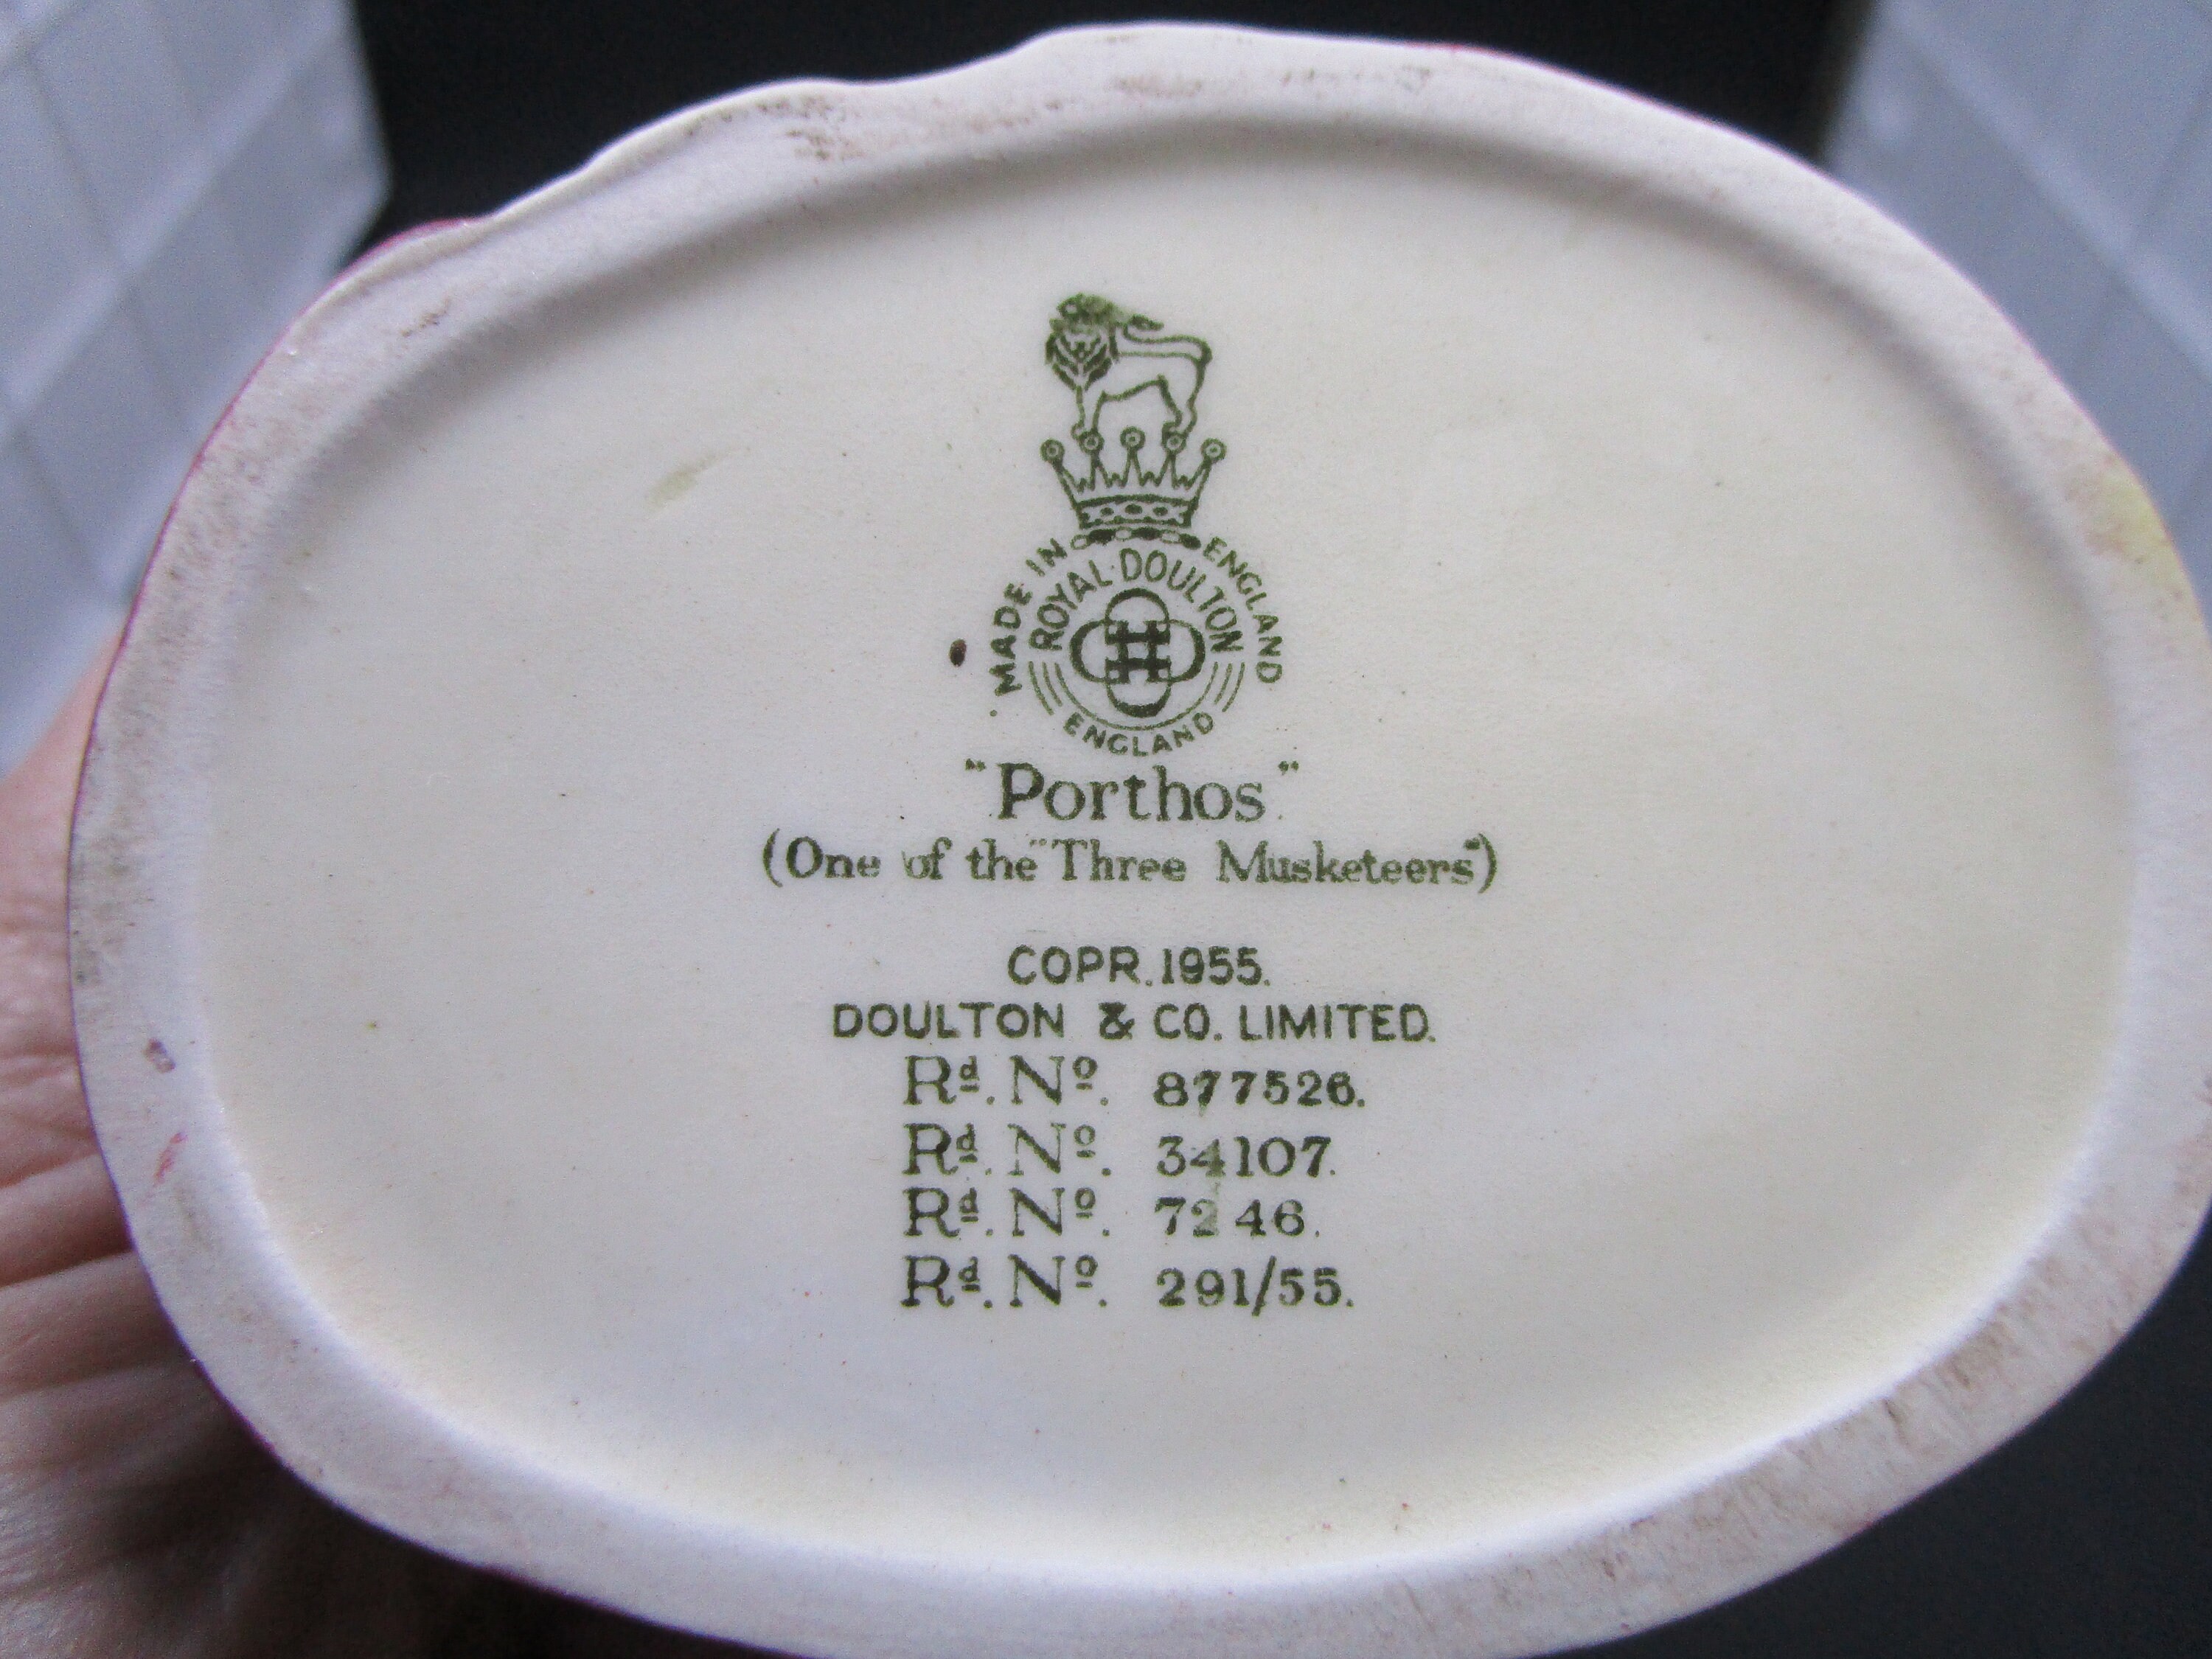 MADE IN ENGLAND
ROYAL DOULTON
ENGLAND
"Porthos"
(One of the "Three Musketeers")
COPR. 1955.
DOULTON & CO. LIMITED.
Rd. No. 877526.
Rd. No. 34107.
Rd. No. 7246.
Rd. No. 291/55.